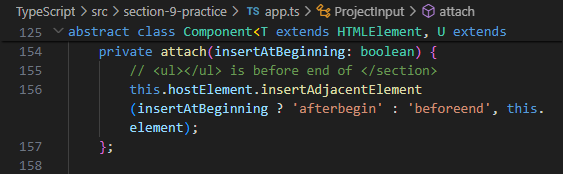 TypeScript > src > section-9-practice > TS app.ts > ProjectInput > attach
125 abstract class Component<T extends HTMLElement, U extends
154 private attach(insertAtBeginning: boolean) {
155 // <ul></ul> is before end of </section>
156 this.hostElement.insertAdjacentElement
(insertAtBeginning ? 'afterbegin' : 'beforeend', this.
element);
157 };
158